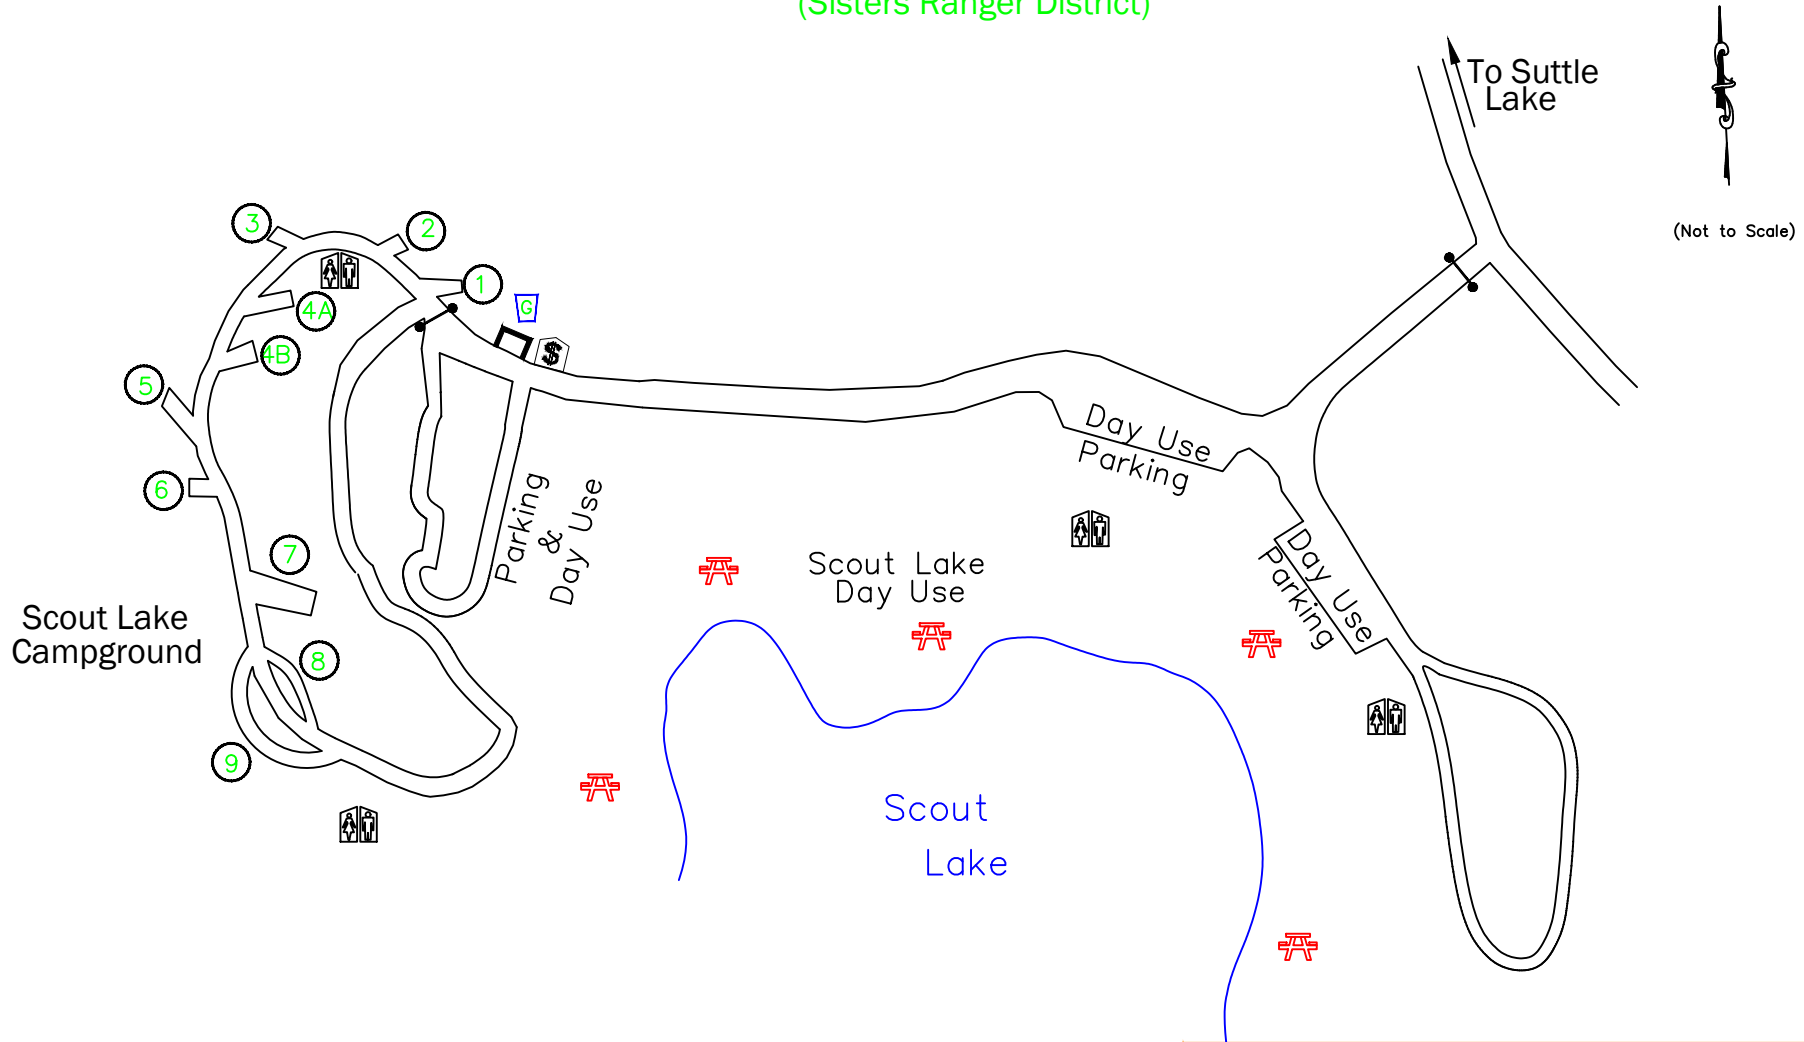 (Sisters Ranger District)
To Suttle
Lake
(Not to Scale)
3
2
1
G
4A
4B
$
5
6
7
8
9
Day Use
Parking
Parking
&
Day Use
Day Use
Parking
Scout Lake
Day Use
Scout Lake
Campground
Scout
Lake